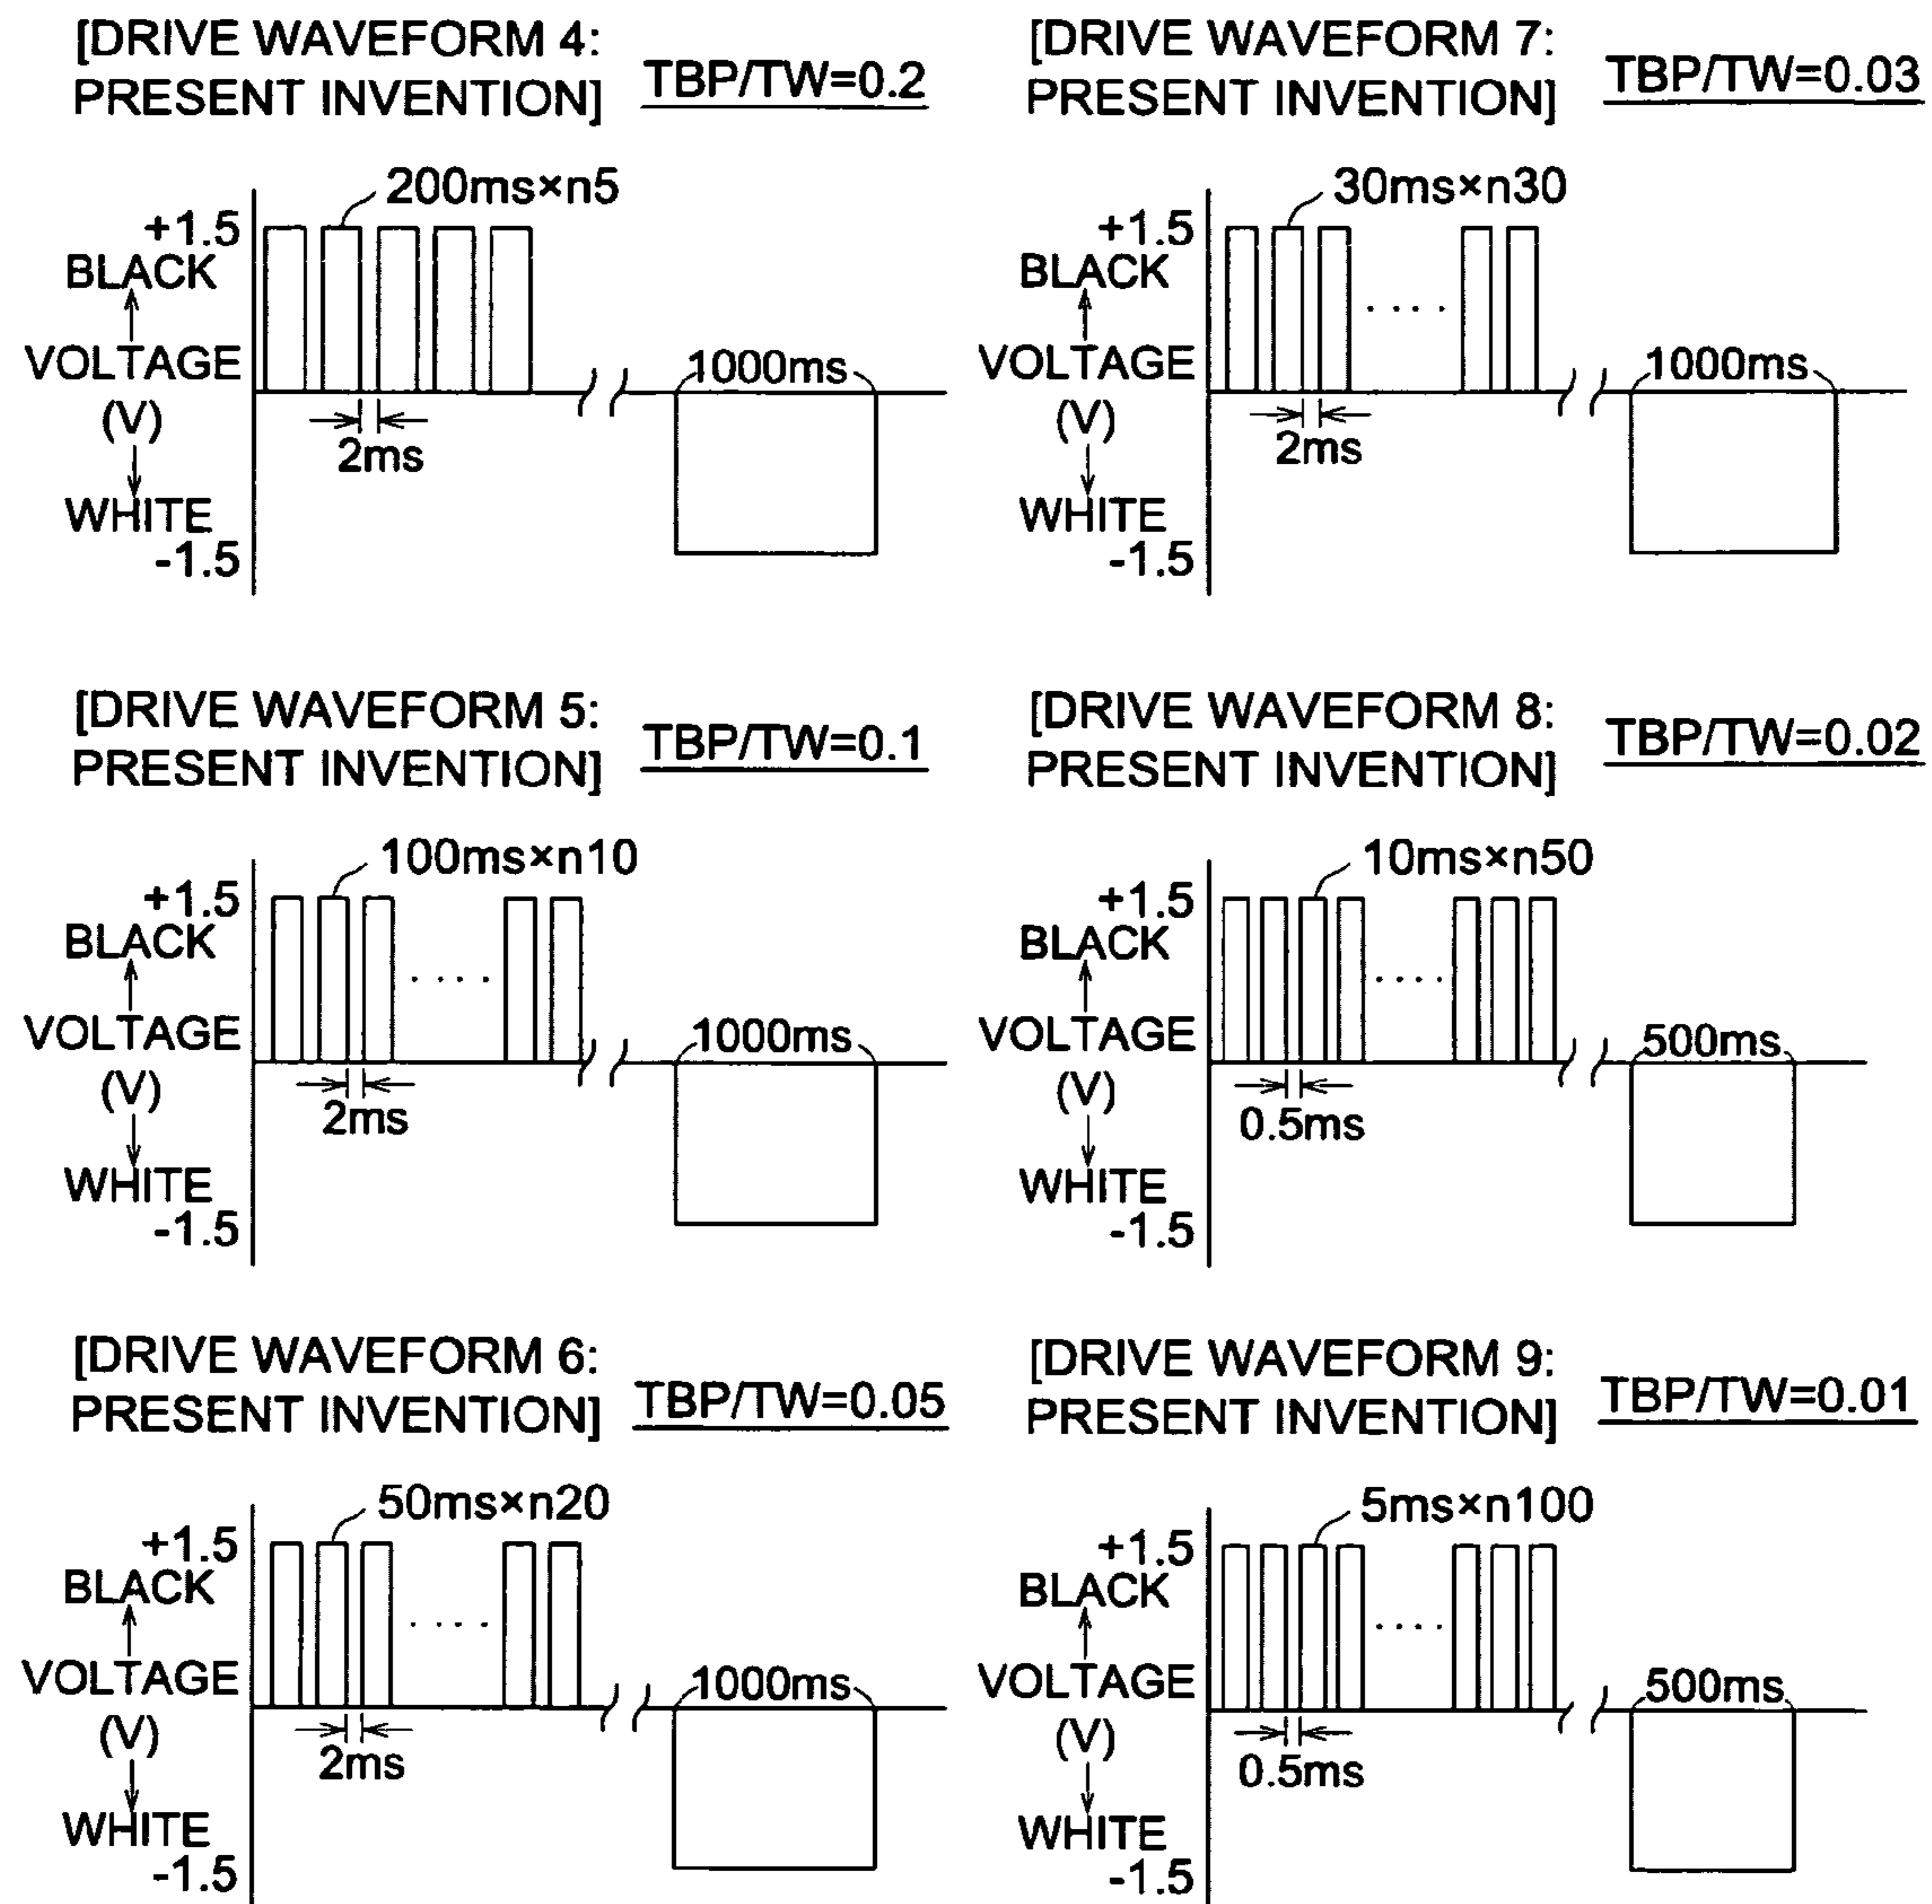 [DRIVE WAVEFORM 4:
PRESENT INVENTION]
TBP/TW=0.2
200ms×n5
+1.5
BLACK
VOLTAGE
(V)
WHITE
-1.5
2ms
1000ms
[DRIVE WAVEFORM 7:
PRESENT INVENTION]
TBP/TW=0.03
30ms×n30
+1.5
BLACK
VOLTAGE
(V)
WHITE
-1.5
2ms
1000ms
[DRIVE WAVEFORM 5:
PRESENT INVENTION]
TBP/TW=0.1
100ms×n10
+1.5
BLACK
VOLTAGE
(V)
WHITE
-1.5
2ms
1000ms
[DRIVE WAVEFORM 8:
PRESENT INVENTION]
TBP/TW=0.02
10ms×n50
+1.5
BLACK
VOLTAGE
(V)
WHITE
-1.5
0.5ms
500ms
[DRIVE WAVEFORM 6:
PRESENT INVENTION]
TBP/TW=0.05
50ms×n20
+1.5
BLACK
VOLTAGE
(V)
WHITE
-1.5
2ms
1000ms
[DRIVE WAVEFORM 9:
PRESENT INVENTION]
TBP/TW=0.01
5ms×n100
+1.5
BLACK
VOLTAGE
(V)
WHITE
-1.5
0.5ms
500ms